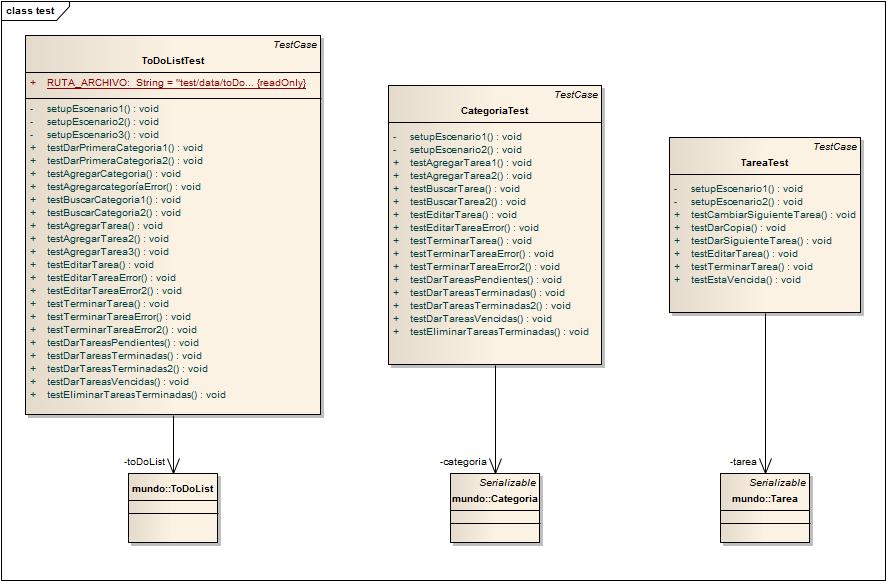 class test
TestCase
ToDoListTest
+ RUTA_ARCHIVO: String = "test/data/toDo... {readOnly}
- setupEscenario1() : void
- setupEscenario2() : void
- setupEscenario3() : void
+ testDarPrimeraCategoria1() : void
+ testDarPrimeraCategoria2() : void
+ testAgregarCategoria() : void
+ testAgregarcategoríaError() : void
+ testBuscarCategoria1() : void
+ testBuscarCategoria2() : void
+ testAgregarTarea() : void
+ testAgregarTarea2() : void
+ testAgregarTarea3() : void
+ testEditarTarea() : void
+ testEditarTareaError() : void
+ testEditarTareaError2() : void
+ testTerminarTarea() : void
+ testTerminarTareaError() : void
+ testTerminarTareaError2() : void
+ testDarTareasPendientes() : void
+ testDarTareasTerminadas() : void
+ testDarTareasTerminadas2() : void
+ testDarTareasVencidas() : void
+ testEliminarTareasTerminadas() : void
TestCase
CategoriaTest
- setupEscenario1() : void
- setupEscenario2() : void
+ testAgregarTarea1() : void
+ testAgregarTarea2() : void
+ testBuscarTarea() : void
+ testBuscarTarea2() : void
+ testEditarTarea() : void
+ testEditarTareaError() : void
+ testTerminarTarea() : void
+ testTerminarTareaError() : void
+ testTerminarTareaError2() : void
+ testDarTareasPendientes() : void
+ testDarTareasTerminadas() : void
+ testDarTareasTerminadas2() : void
+ testDarTareasVencidas() : void
+ testEliminarTareasTerminadas() : void
TestCase
TareaTest
- setupEscenario1() : void
- setupEscenario2() : void
+ testCambiarSiguienteTarea() : void
+ testDarCopia() : void
+ testDarSiguienteTarea() : void
+ testEditarTarea() : void
+ testTerminarTarea() : void
+ testEstaVencida() : void
-toDoList
mundo::ToDoList
-categoria
Serializable
mundo::Categoria
-tarea
Serializable
mundo::Tarea